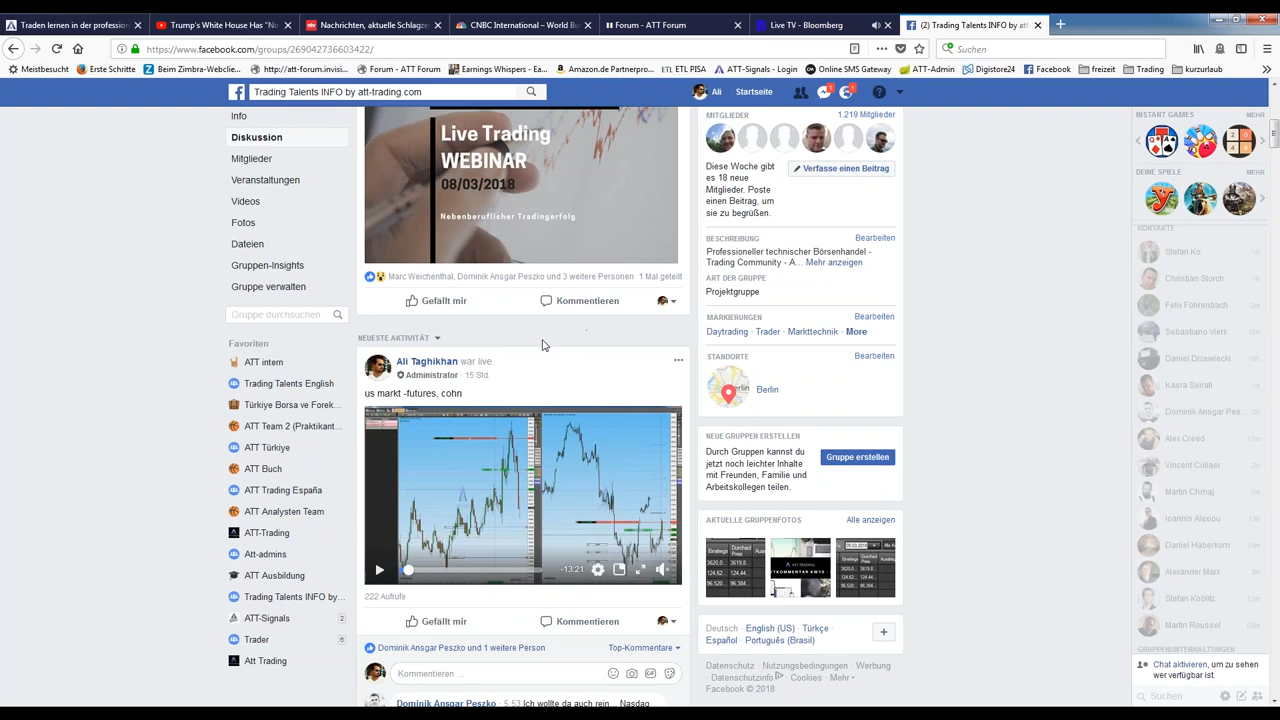 Traden lernen in der profession
Trump's White House Has "No
Nachrichten, aktuelle Schlagze
CNBC International – World Bu
Forum - ATT Forum
Live TV - Bloomberg
(2) Trading Talents INFO by att
https://www.facebook.com/groups/269042736603422/
Suchen
Meistbesucht
Erste Schritte
Beim Zimbra-Webclie...
http://att-forum.invisi...
Forum - ATT Forum
Earnings Whispers - Ea...
Amazon.de Partnerpro...
ETL PISA
ATT-Signals - Login
Online SMS Gateway
ATT-Admin
Digistore24
Facebook
freizeit
Trading
kurzurlaub
Trading Talents INFO by att-trading.com
Ali
Startseite
Info
Diskussion
Mitglieder
Veranstaltungen
Videos
Fotos
Dateien
Gruppen-Insights
Gruppe verwalten
Gruppe durchsuchen
Favoriten
ATT intern
Trading Talents English
Türkiye Borsa ve Forek...
ATT Team 2 (Praktikant...
ATT Türkiye
ATT Buch
ATT Trading España
ATT Analysten Team
ATT-Trading
Att-admins
ATT Ausbildung
Trading Talents INFO by...
ATT-Signals 2
Trader 6
Att Trading
Live Trading
WEBINAR
08/03/2018
Nebenberuflicher Tradingerfolg
Marc Weichenthal, Dominik Ansgar Peszko und 3 weitere Personen 1 Mal geteilt
Gefällt mir
Kommentieren
NEUESTE AKTIVITÄT
Ali Taghikhan war live.
Administrator · 15 Std.
us markt -futures, cohn
-13:21
222 Aufrufe
Gefällt mir
Kommentieren
Dominik Ansgar Peszko und 1 weitere Person
Top-Kommentare
Kommentieren ...
Dominik Ansgar Peszko · 5:53 Ich wollte da auch rein... Nasdaq
MITGLIEDER
1.219 Mitglieder
Diese Woche gibt
es 18 neue
Mitglieder. Poste
einen Beitrag, um
sie zu begrüßen.
Verfasse einen Beitrag
BESCHREIBUNG
Bearbeiten
Professioneller technischer Börsenhandel -
Trading Community - A... Mehr anzeigen
ART DER GRUPPE
Projektgruppe
MARKIERUNGEN
Bearbeiten
Daytrading · Trader · Markttechnik · More
STANDORTE
Bearbeiten
Berlin
NEUE GRUPPEN ERSTELLEN
Durch Gruppen kannst du
jetzt noch leichter Inhalte
mit Freunden, Familie und
Arbeitskollegen teilen.
Gruppe erstellen
AKTUELLE GRUPPENFOTOS
Alle anzeigen
Deutsch · English (US) · Türkçe ·
Español · Português (Brasil)
Datenschutz · Nutzungsbedingungen · Werbung
· Datenschutzinfo · Cookies · Mehr
Facebook © 2018
INSTANT GAMES
MEHR
DEINE SPIELE
MEHR
KONTAKTE
Stefan Ko
Christian Storch
Felix Föhrenbach
Sebastiano Vierk
Daniel Drzewiecki
Kasra Seirafi
Dominik Ansgar Pes...
Alex Creed
Vincent Collaer
Martin Chmaj
Ioannis Alexiou
Daniel Haberkorn
Alexander Mark
Stefan Koblitz
Martin Roussel
GRUPPENUNTERHALTUNGEN
Chat aktivieren, um zu sehen
wer verfügbar ist.
Suchen